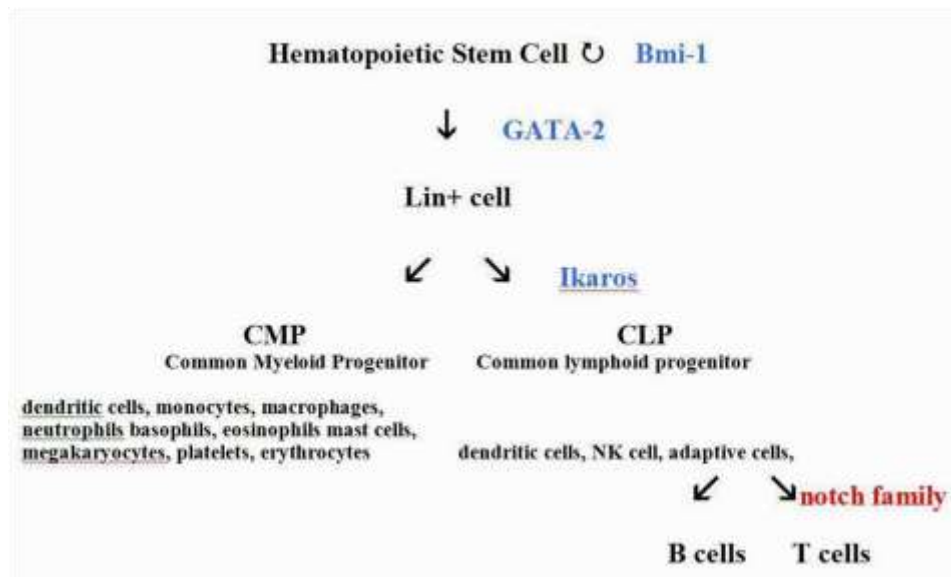 Hematopoietic Stem Cell ↻ Bmi-1
↓ GATA-2
Lin+ cell
↙ ↘ Ikaros
CMP CLP
Common Myeloid Progenitor Common lymphoid progenitor
dendritic cells, monocytes, macrophages,
neutrophils basophils, eosinophils mast cells,
megakaryocytes, platelets, erythrocytes
dendritic cells, NK cell, adaptive cells,
↙ ↘ notch family
B cells T cells